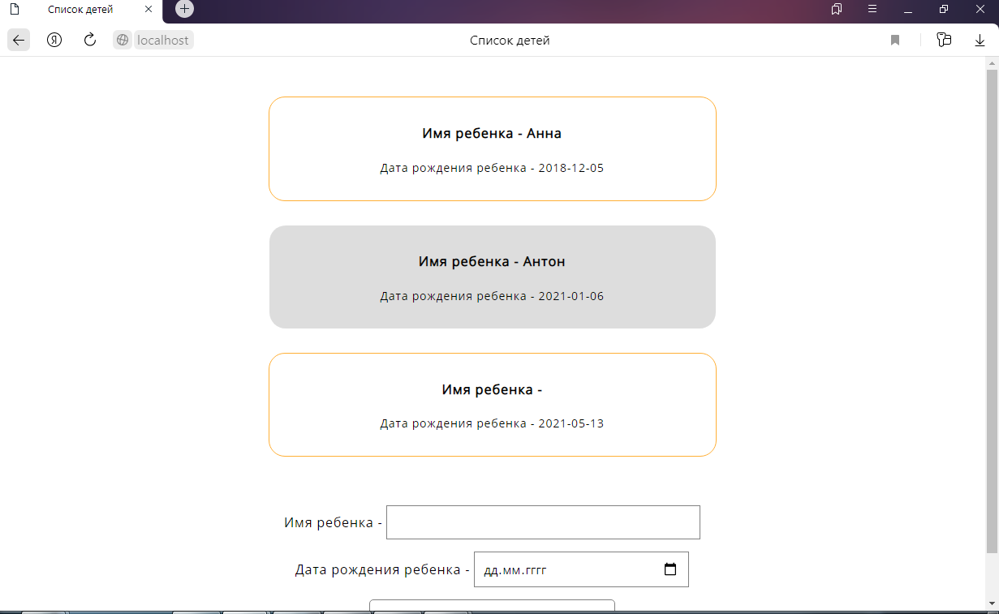 Список детей
localhost
Список детей
Имя ребенка - Анна
Дата рождения ребенка - 2018-12-05
Имя ребенка - Антон
Дата рождения ребенка - 2021-01-06
Имя ребенка -
Дата рождения ребенка - 2021-05-13
Имя ребенка -
Дата рождения ребенка - дд.мм.гггг